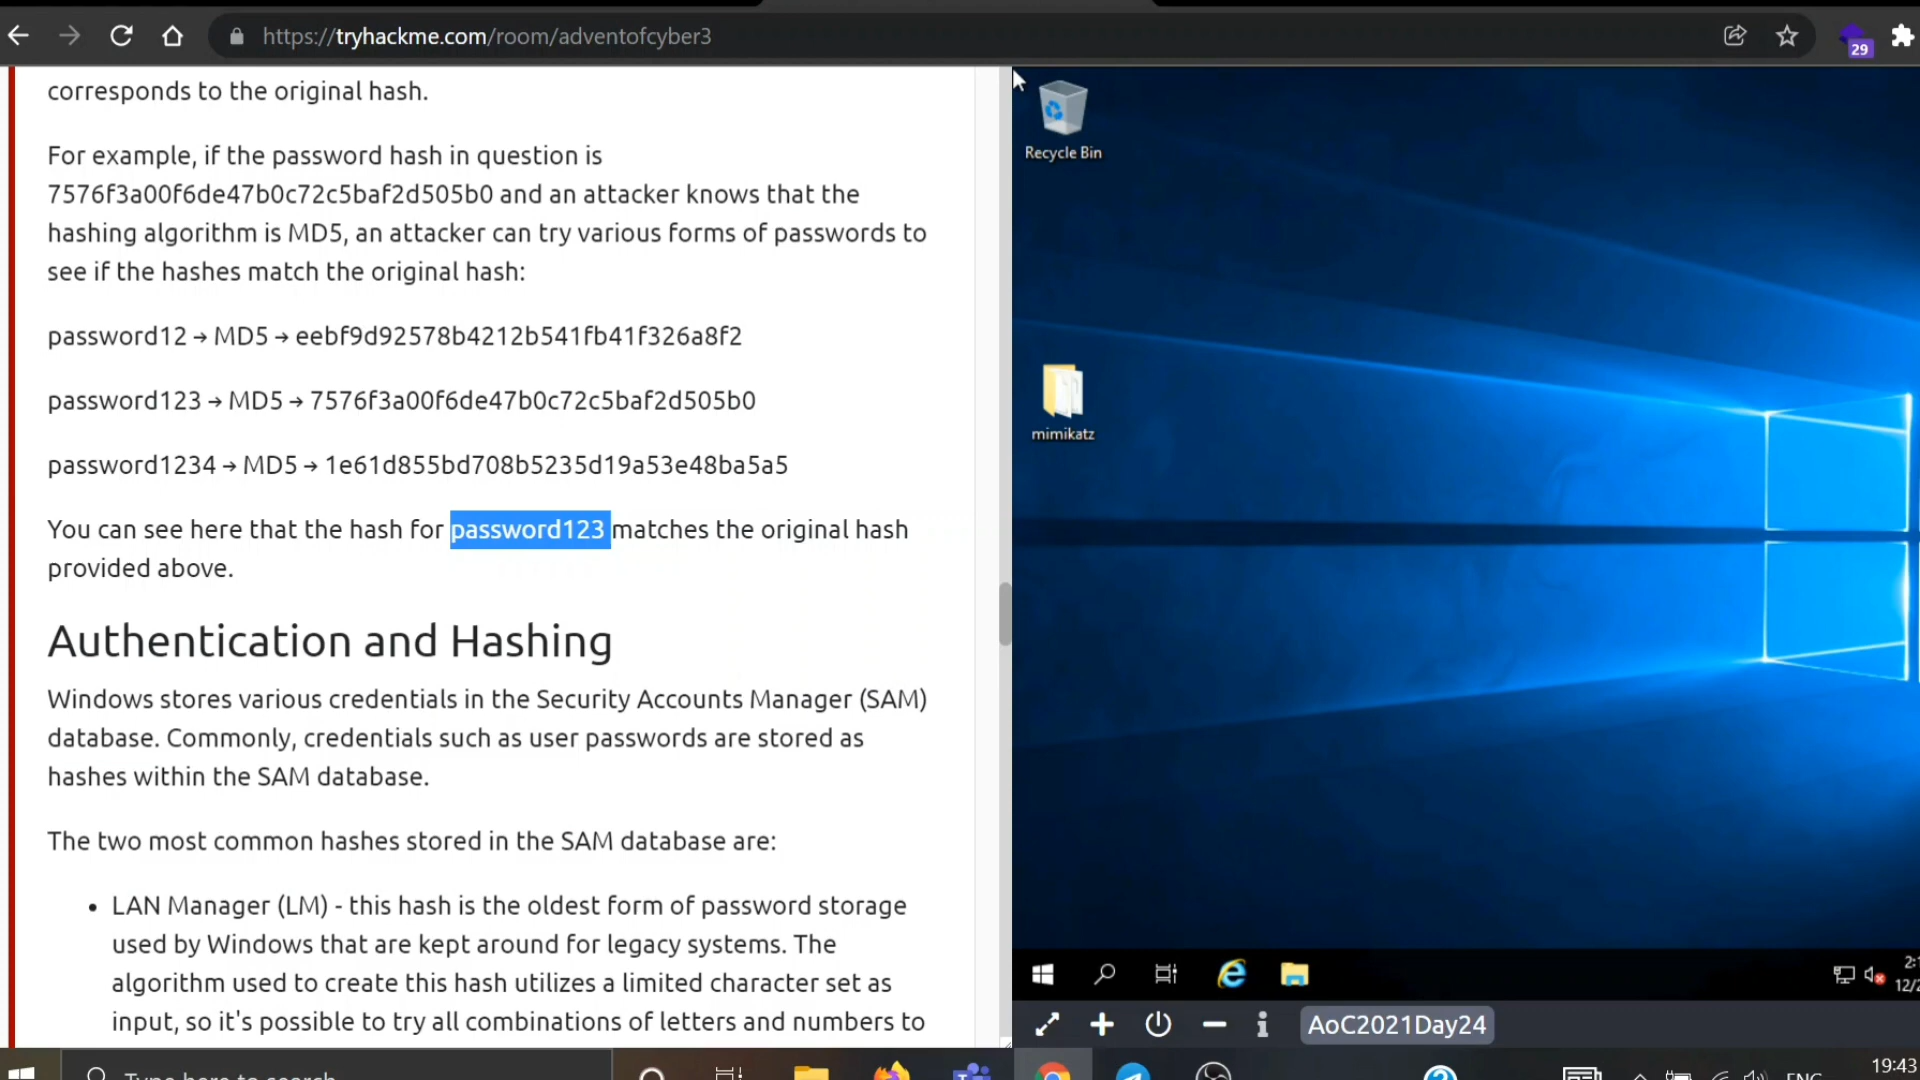 https://tryhackme.com/room/adventofcyber3
29
corresponds to the original hash.
For example, if the password hash in question is
7576f3a00f6de47b0c72c5baf2d505b0 and an attacker knows that the
hashing algorithm is MD5, an attacker can try various forms of passwords to
see if the hashes match the original hash:
password12 → MD5 → eebf9d92578b4212b541fb41f326a8f2
password123 → MD5 → 7576f3a00f6de47b0c72c5baf2d505b0
password1234 → MD5 → 1e61d855bd708b5235d19a53e48ba5a5
You can see here that the hash for password123 matches the original hash
provided above.
Authentication and Hashing
Windows stores various credentials in the Security Accounts Manager (SAM)
database. Commonly, credentials such as user passwords are stored as
hashes within the SAM database.
The two most common hashes stored in the SAM database are:
• LAN Manager (LM) - this hash is the oldest form of password storage
used by Windows that are kept around for legacy systems. The
algorithm used to create this hash utilizes a limited character set as
input, so it's possible to try all combinations of letters and numbers to
Recycle Bin
mimikatz
AoC2021Day24
Type here to search
ENG
19:43